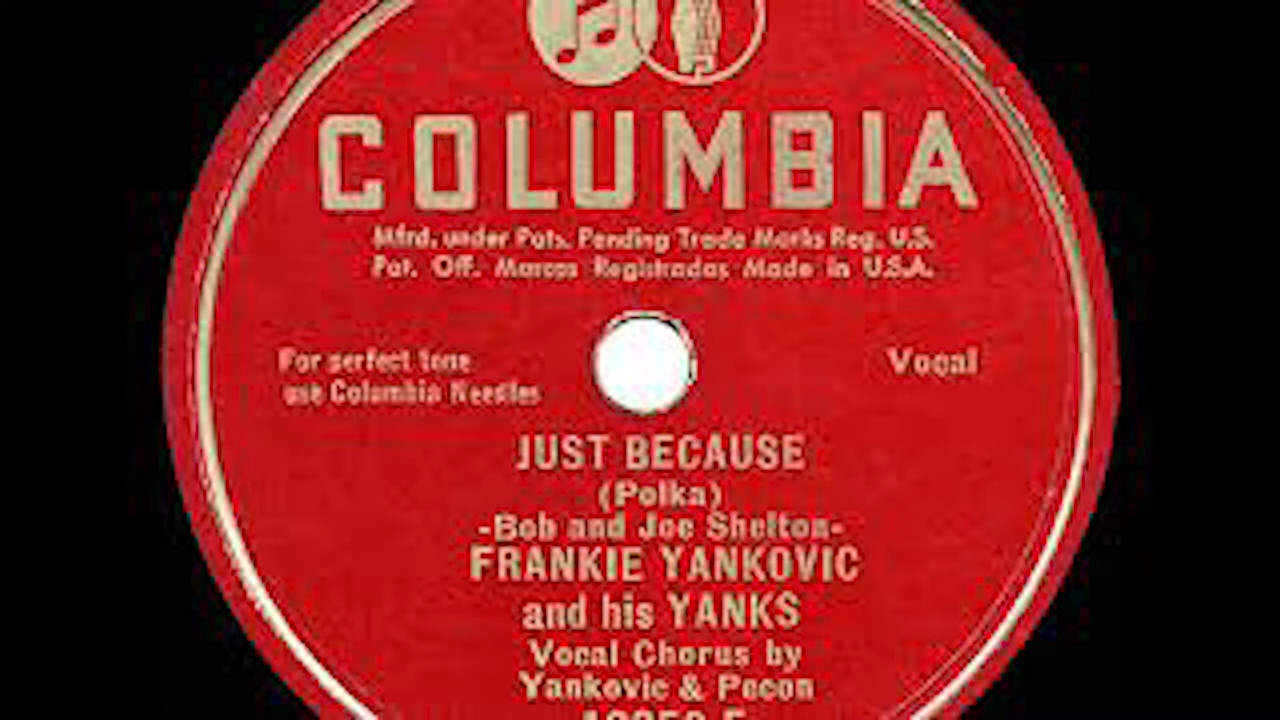 COLUMBIA
Mfrd. under Pats. Pending Trade Marks Reg. U.S.
Pat. Off. Marcas Registradas Made in U.S.A.
For perfect tone
use Columbia Needles
Vocal
JUST BECAUSE
(Polka)
-Bob and Joe Shelton-
FRANKIE YANKOVIC
and his YANKS
Vocal Chorus by
Yankovic & Pecon